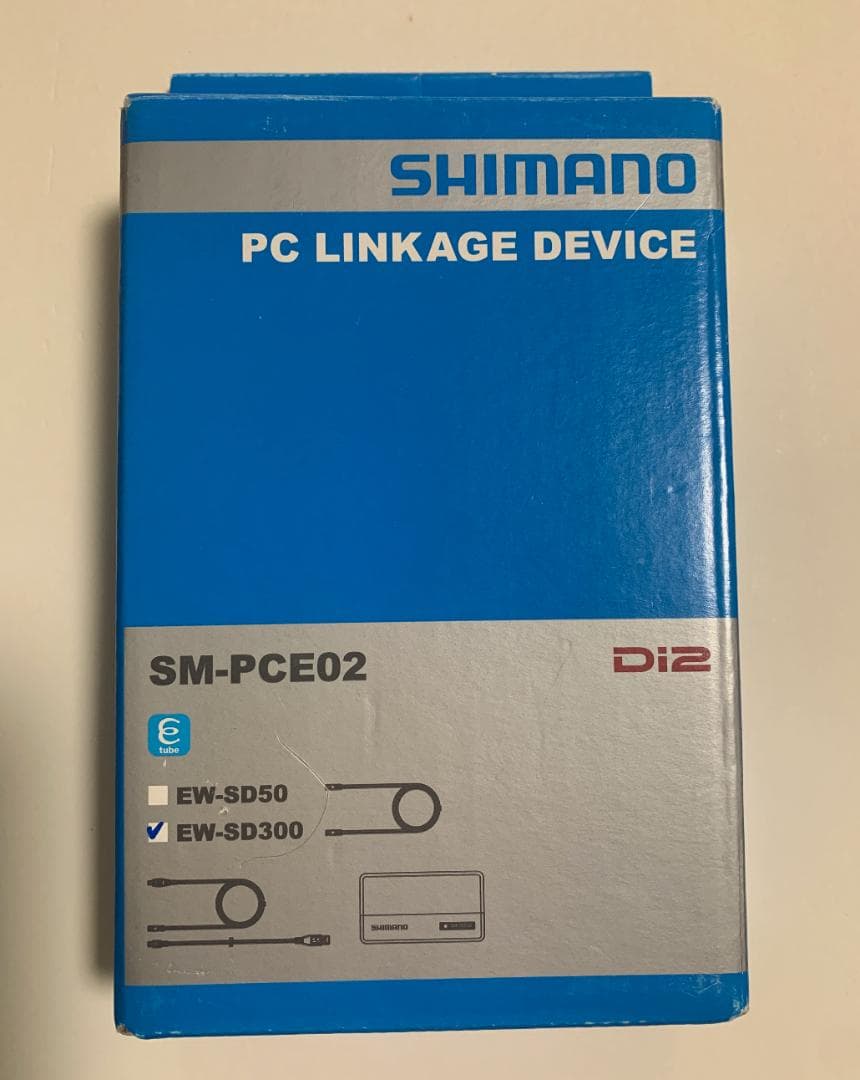 SHIMANO
PC LINKAGE DEVICE
SM-PCE02
Di2
tube
EW-SD50
EW-SD300
SHIMANO